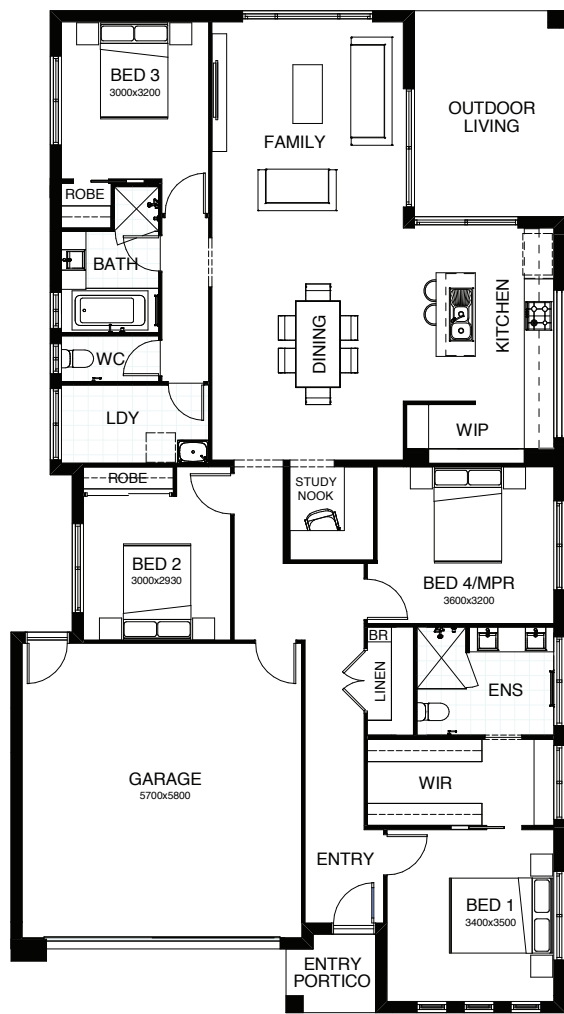 BED 3
3000x3200
FAMILY
OUTDOOR
LIVING
ROBE
BATH
DINING
KITCHEN
WC
LDY
WIP
ROBE
STUDY
NOOK
BED 2
3000x2930
BED 4/MPR
3600x3200
BR
LINEN
ENS
GARAGE
5700x5800
WIR
ENTRY
BED 1
3400x3500
ENTRY
PORTICO